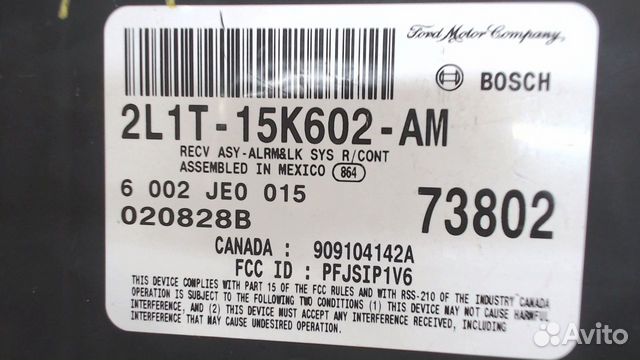 Ford Motor Company,
BOSCH
2L1T-15K602-AM
RECV ASY-ALRM&LK SYS R/CONT
ASSEMBLED IN MEXICO 864
6 002 JE0 015
020828B
73802
CANADA : 909104142A
FCC ID : PFJSIP1V6
THIS DEVICE COMPLIES WITH PART 15 OF THE FCC RULES AND WITH RSS-210 OF THE INDUSTRY CANADA
OPERATION IS SUBJECT TO THE FOLLOWING TWO CONDITIONS (1) THIS DEVICE MAY NOT CAUSE HARMFUL
INTERFERENCE, AND (2) THIS DEVICE MUST ACCEPT ANY INTERFERENCE RECEIVED, INCLUDING
INTERFERENCE THAT MAY CAUSE UNDESIRED OPERATION.
Avito